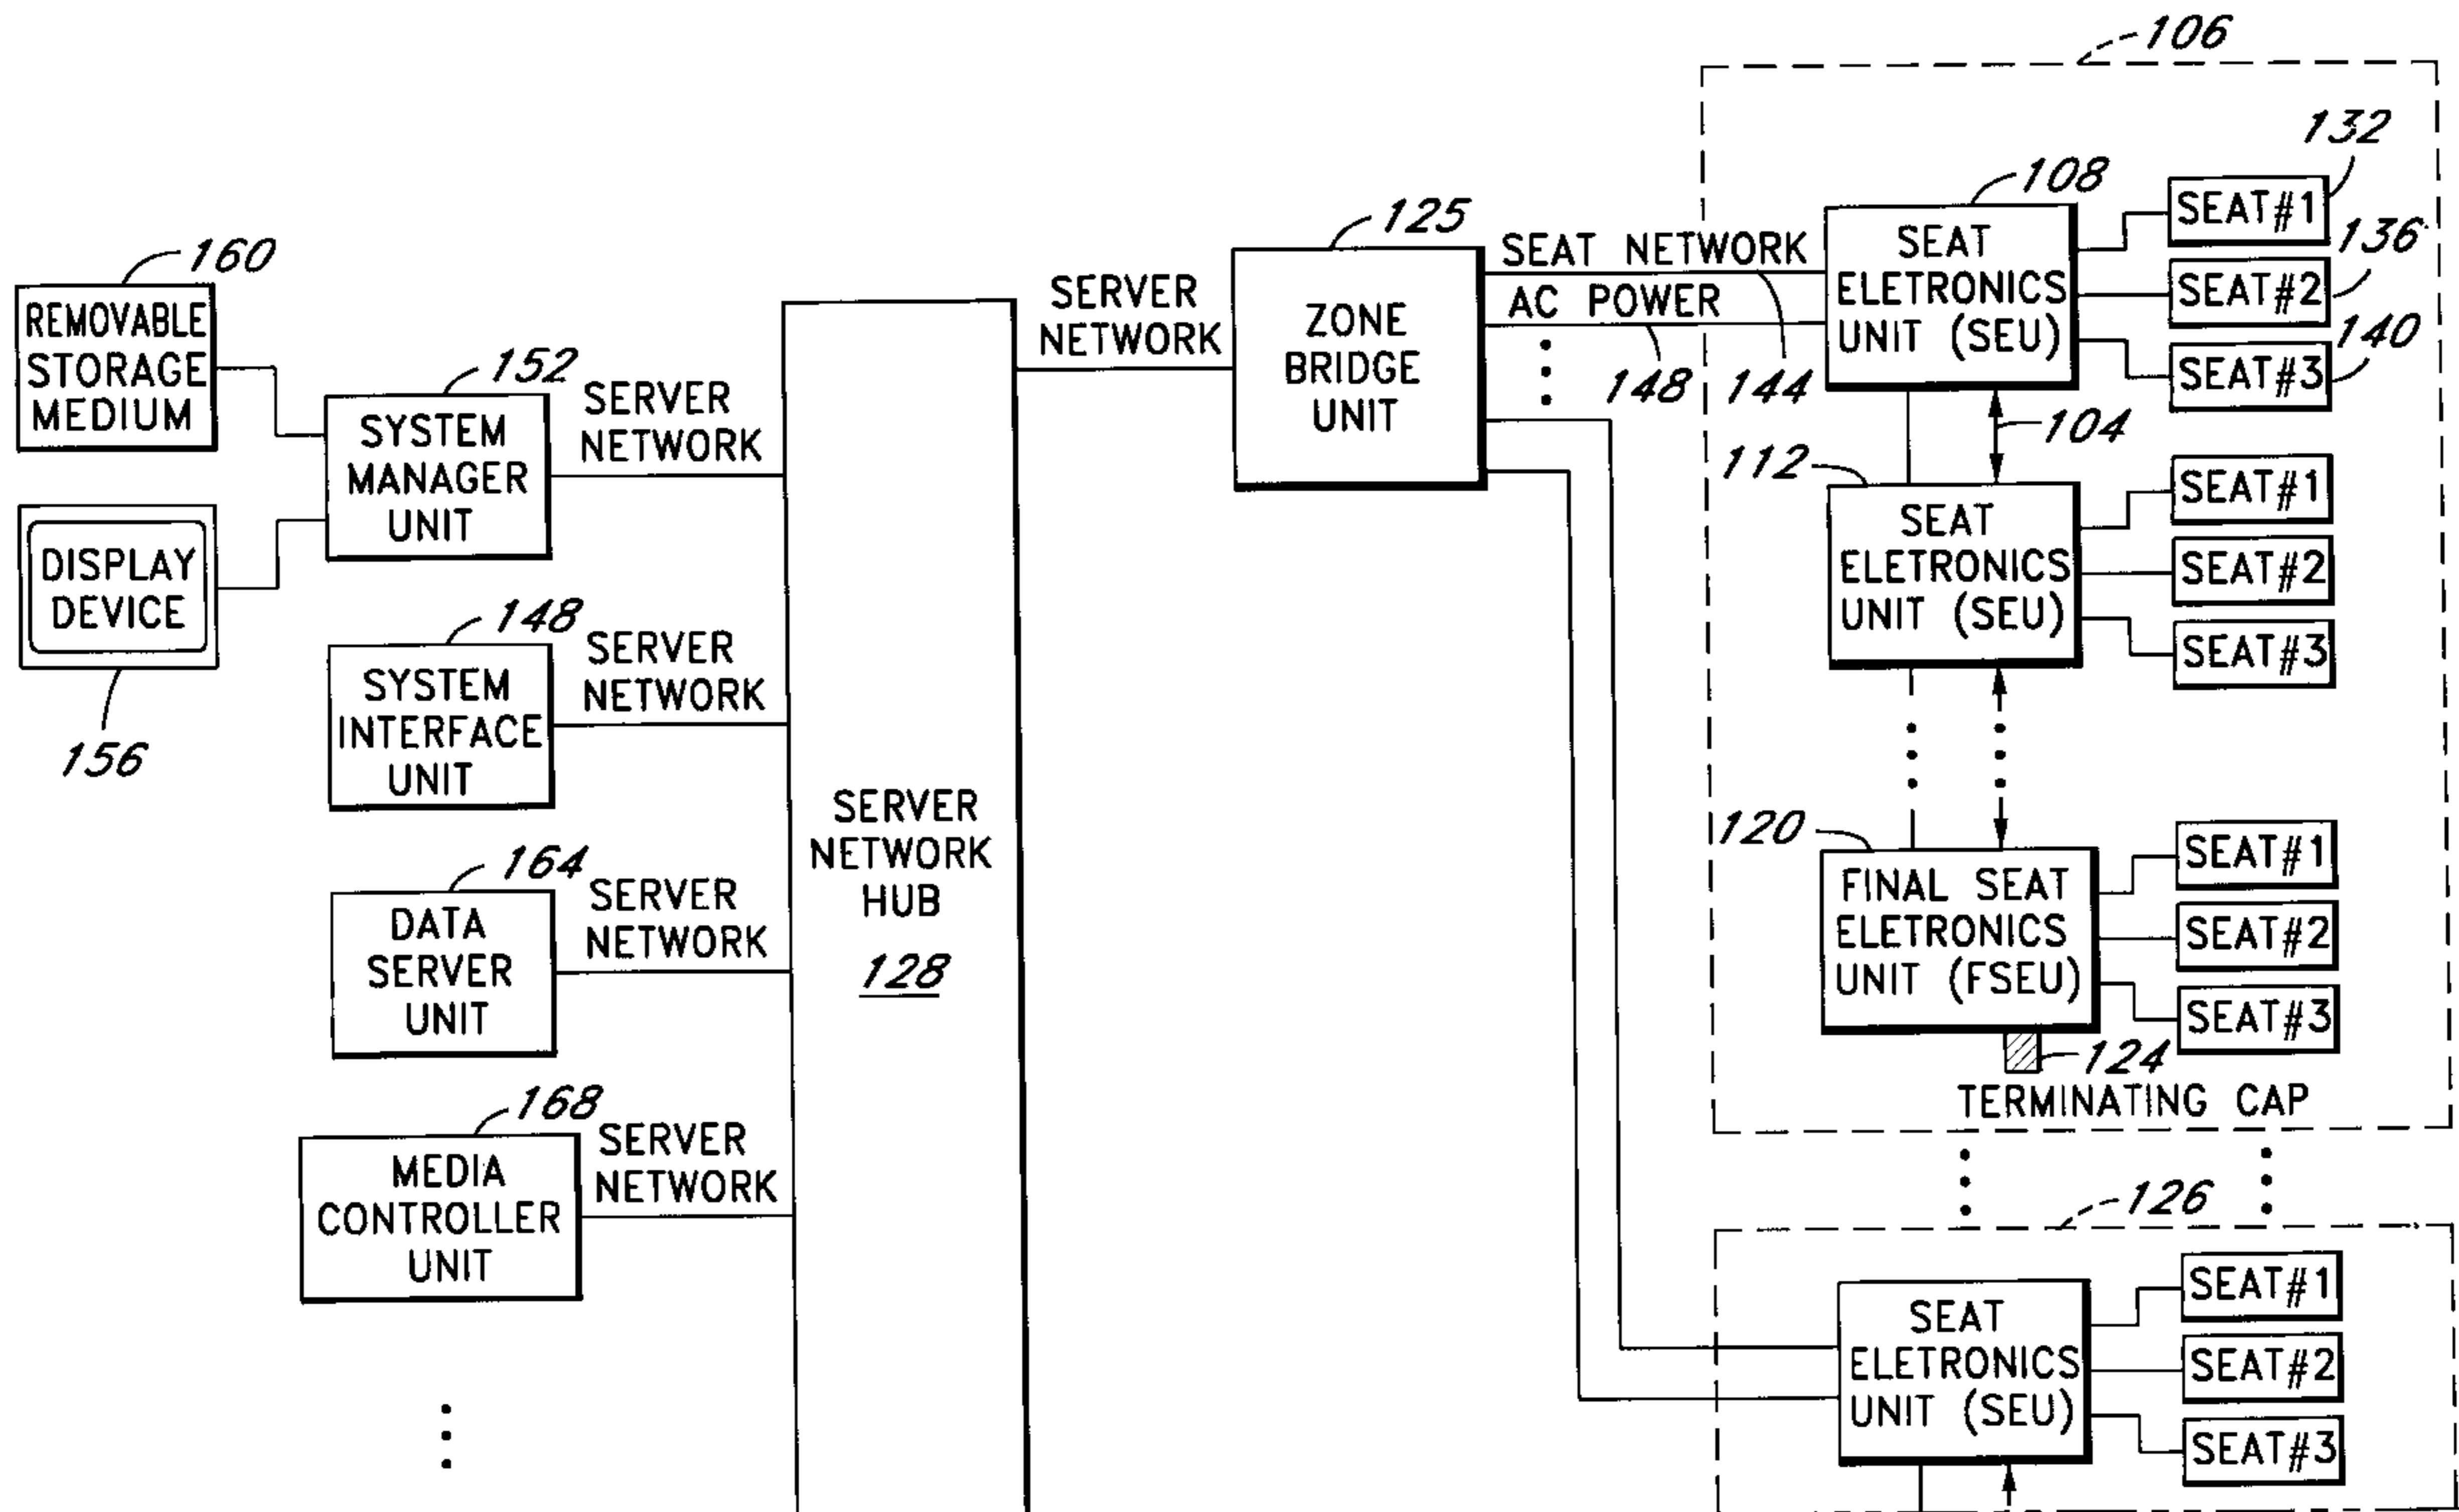 160
REMOVABLE
STORAGE
MEDIUM
DISPLAY
DEVICE
156
152
SYSTEM
MANAGER
UNIT
SERVER
NETWORK
148
SYSTEM
INTERFACE
UNIT
SERVER
NETWORK
164
DATA
SERVER
UNIT
SERVER
NETWORK
168
MEDIA
CONTROLLER
UNIT
SERVER
NETWORK
SERVER
NETWORK
HUB
128
SERVER
NETWORK
125
ZONE
BRIDGE
UNIT
SEAT NETWORK
AC POWER
148
144
106
108
SEAT
ELETRONICS
UNIT (SEU)
SEAT#1
132
SEAT#2
136
SEAT#3
140
104
112
SEAT
ELETRONICS
UNIT (SEU)
SEAT#1
SEAT#2
SEAT#3
120
FINAL SEAT
ELETRONICS
UNIT (FSEU)
SEAT#1
SEAT#2
SEAT#3
124
TERMINATING CAP
126
SEAT
ELETRONICS
UNIT (SEU)
SEAT#1
SEAT#2
SEAT#3